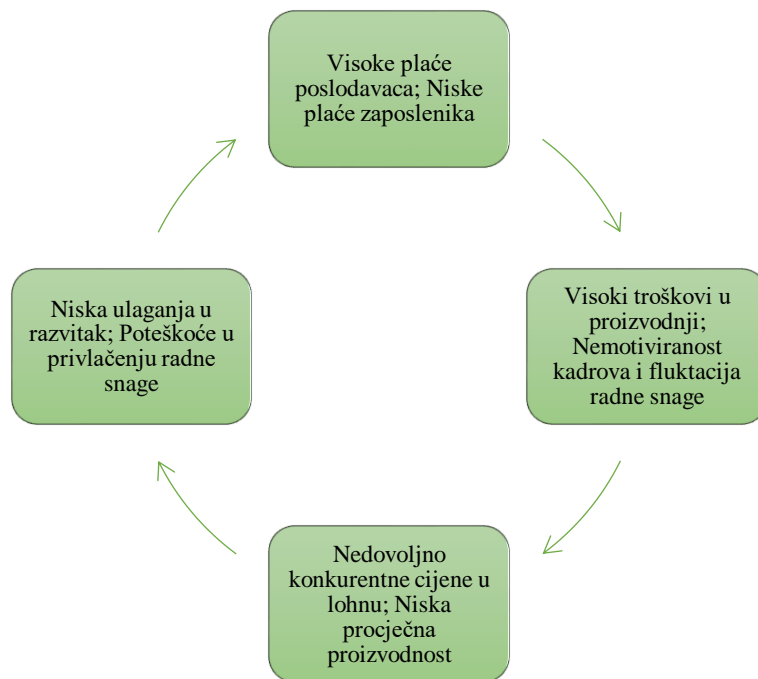 Visoke plaće
poslodavaca; Niske
plaće zaposlenika
Niska ulaganja u
razvitak; Poteškoće u
privlačenju radne
snage
Visoki troškovi u
proizvodnji;
Nemotiviranost
kadrova i fluktacija
radne snage
Nedovoljno
konkurentne cijene u
lohnu; Niska
procječna
proizvodnost